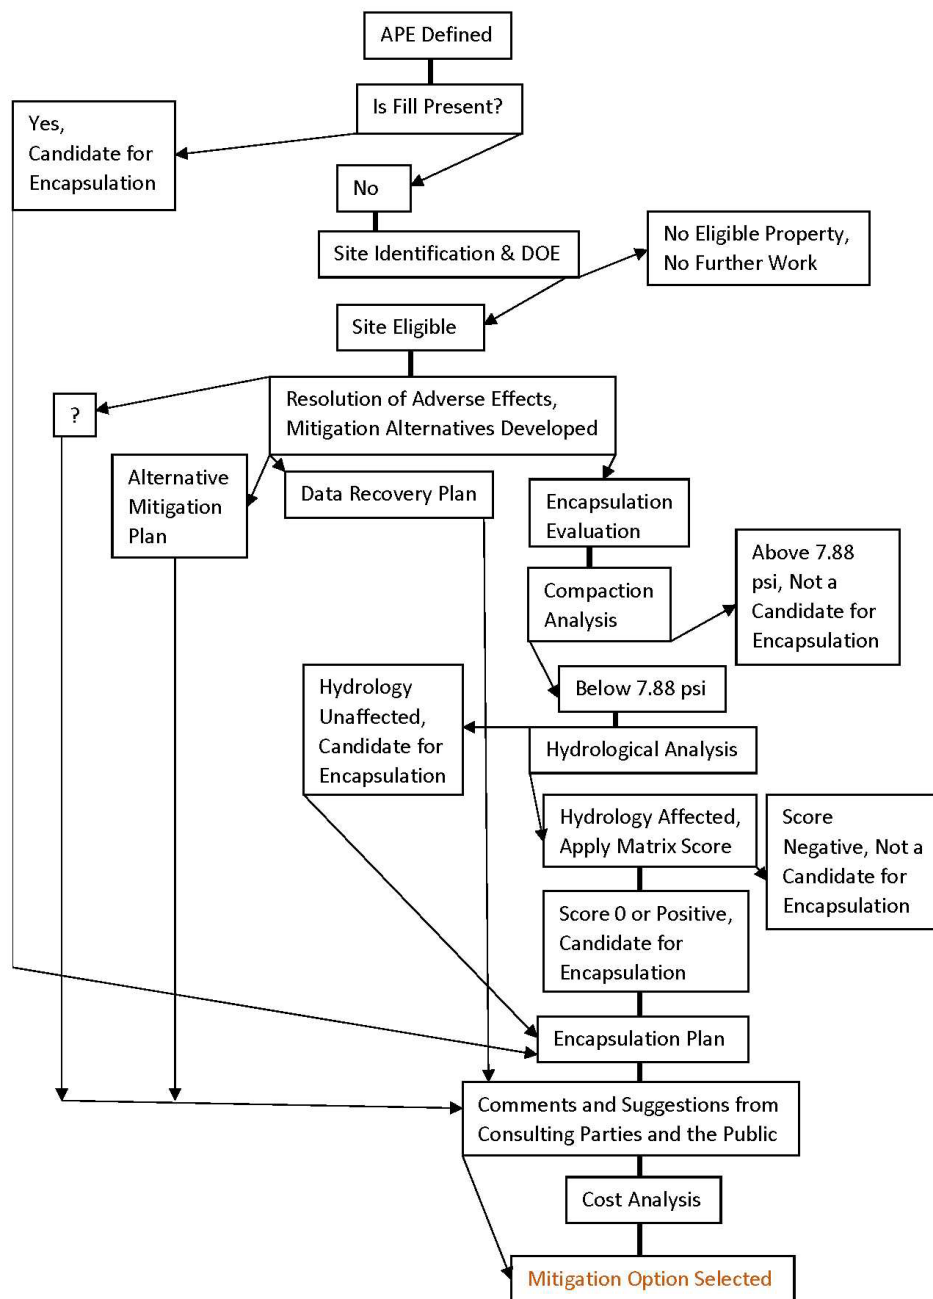 APE Defined
Is Fill Present?
Yes,
Candidate for
Encapsulation
No
Site Identification & DOE
No Eligible Property,
No Further Work
Site Eligible
?
Resolution of Adverse Effects,
Mitigation Alternatives Developed
Alternative
Mitigation
Plan
Data Recovery Plan
Encapsulation
Evaluation
Above 7.88
psi, Not a
Candidate for
Encapsulation
Compaction
Analysis
Below 7.88 psi
Hydrology
Unaffected,
Candidate for
Encapsulation
Hydrological Analysis
Hydrology Affected,
Apply Matrix Score
Score
Negative, Not a
Candidate for
Encapsulation
Score 0 or Positive,
Candidate for
Encapsulation
Encapsulation Plan
Comments and Suggestions from
Consulting Parties and the Public
Cost Analysis
Mitigation Option Selected